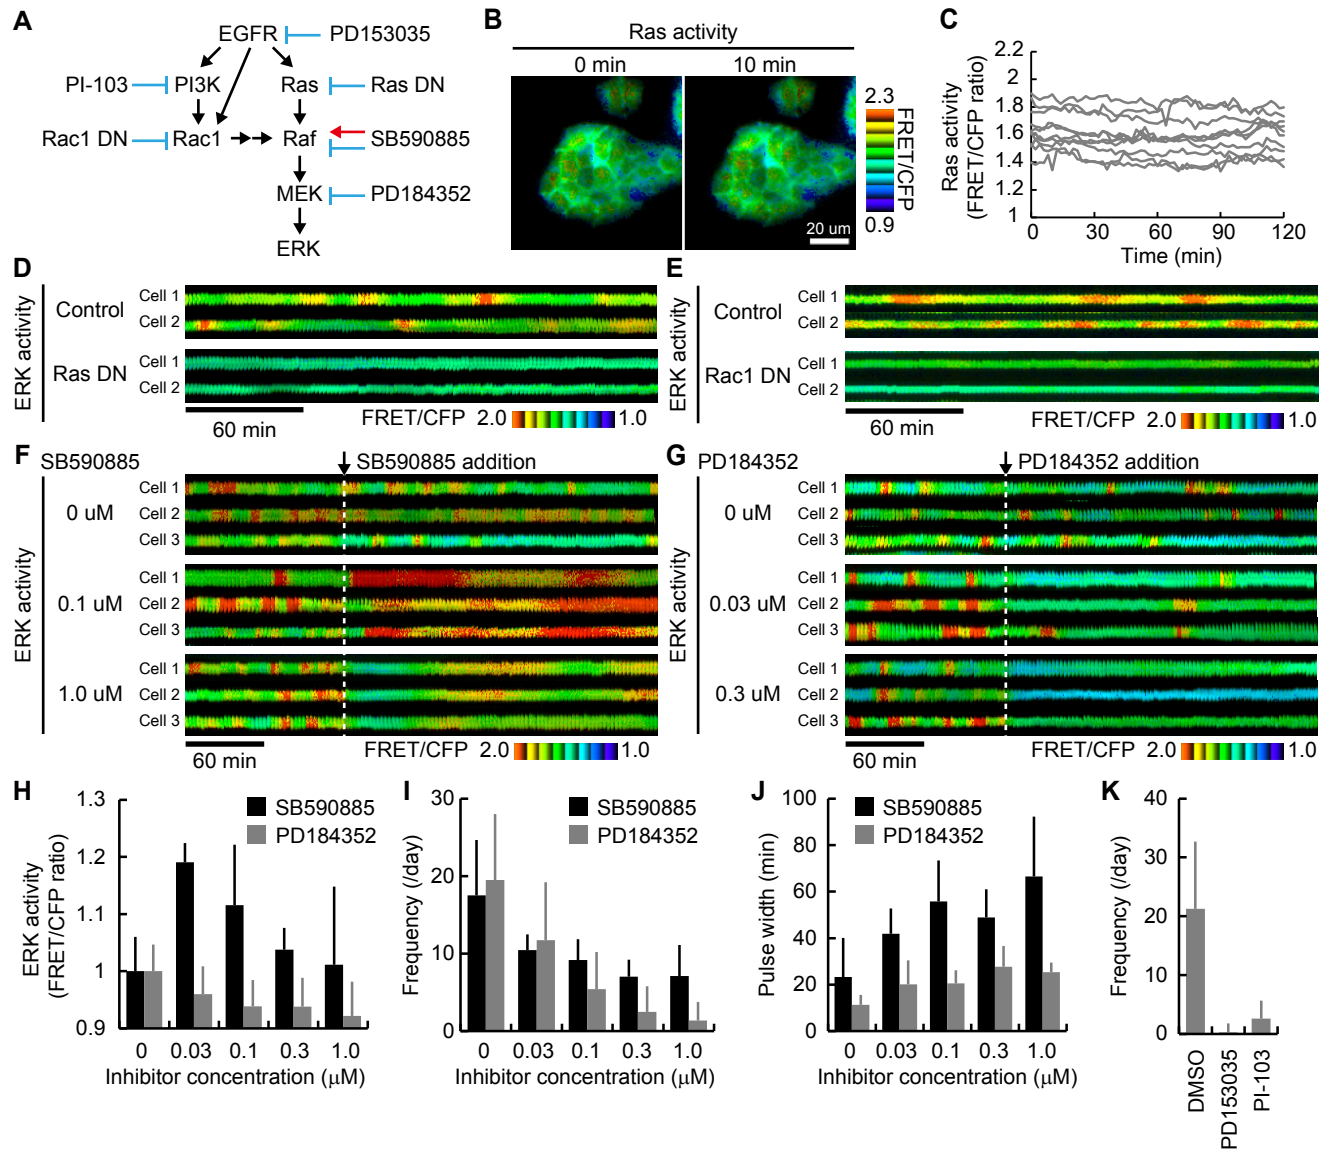 A
EGFR
PD153035
PI-103
PI3K
Ras
Ras DN
Rac1 DN
Rac1
Raf
SB590885
MEK
PD184352
ERK
B
Ras activity
0 min
10 min
20 um
2.3
FRET/CFP
0.9
C
Ras activity
(FRET/CFP ratio)
2.2
2
1.8
1.6
1.4
1.2
1
0
30
60
90
120
Time (min)
D
ERK activity
Control
Cell 1
Cell 2
Ras DN
Cell 1
Cell 2
60 min
FRET/CFP 2.0 1.0
E
ERK activity
Control
Cell 1
Cell 2
Rac1 DN
Cell 1
Cell 2
60 min
FRET/CFP 2.0 1.0
F
SB590885
SB590885 addition
ERK activity
0 uM
Cell 1
Cell 2
Cell 3
0.1 uM
Cell 1
Cell 2
Cell 3
1.0 uM
Cell 1
Cell 2
Cell 3
60 min
FRET/CFP 2.0 1.0
G
PD184352
PD184352 addition
ERK activity
0 uM
Cell 1
Cell 2
Cell 3
0.03 uM
Cell 1
Cell 2
Cell 3
0.3 uM
Cell 1
Cell 2
Cell 3
60 min
FRET/CFP 2.0 1.0
H
ERK activity
(FRET/CFP ratio)
1.3
1.2
1.1
1
0.9
SB590885
PD184352
0 0.03 0.1 0.3 1.0
Inhibitor concentration (µM)
I
Frequency (/day)
30
20
10
0
SB590885
PD184352
0 0.03 0.1 0.3 1.0
Inhibitor concentration (µM)
J
Pulse width (min)
100
80
60
40
20
0
SB590885
PD184352
0 0.03 0.1 0.3 1.0
Inhibitor concentration (µM)
K
Frequency (/day)
40
30
20
10
0
DMSO
PD153035
PI-103